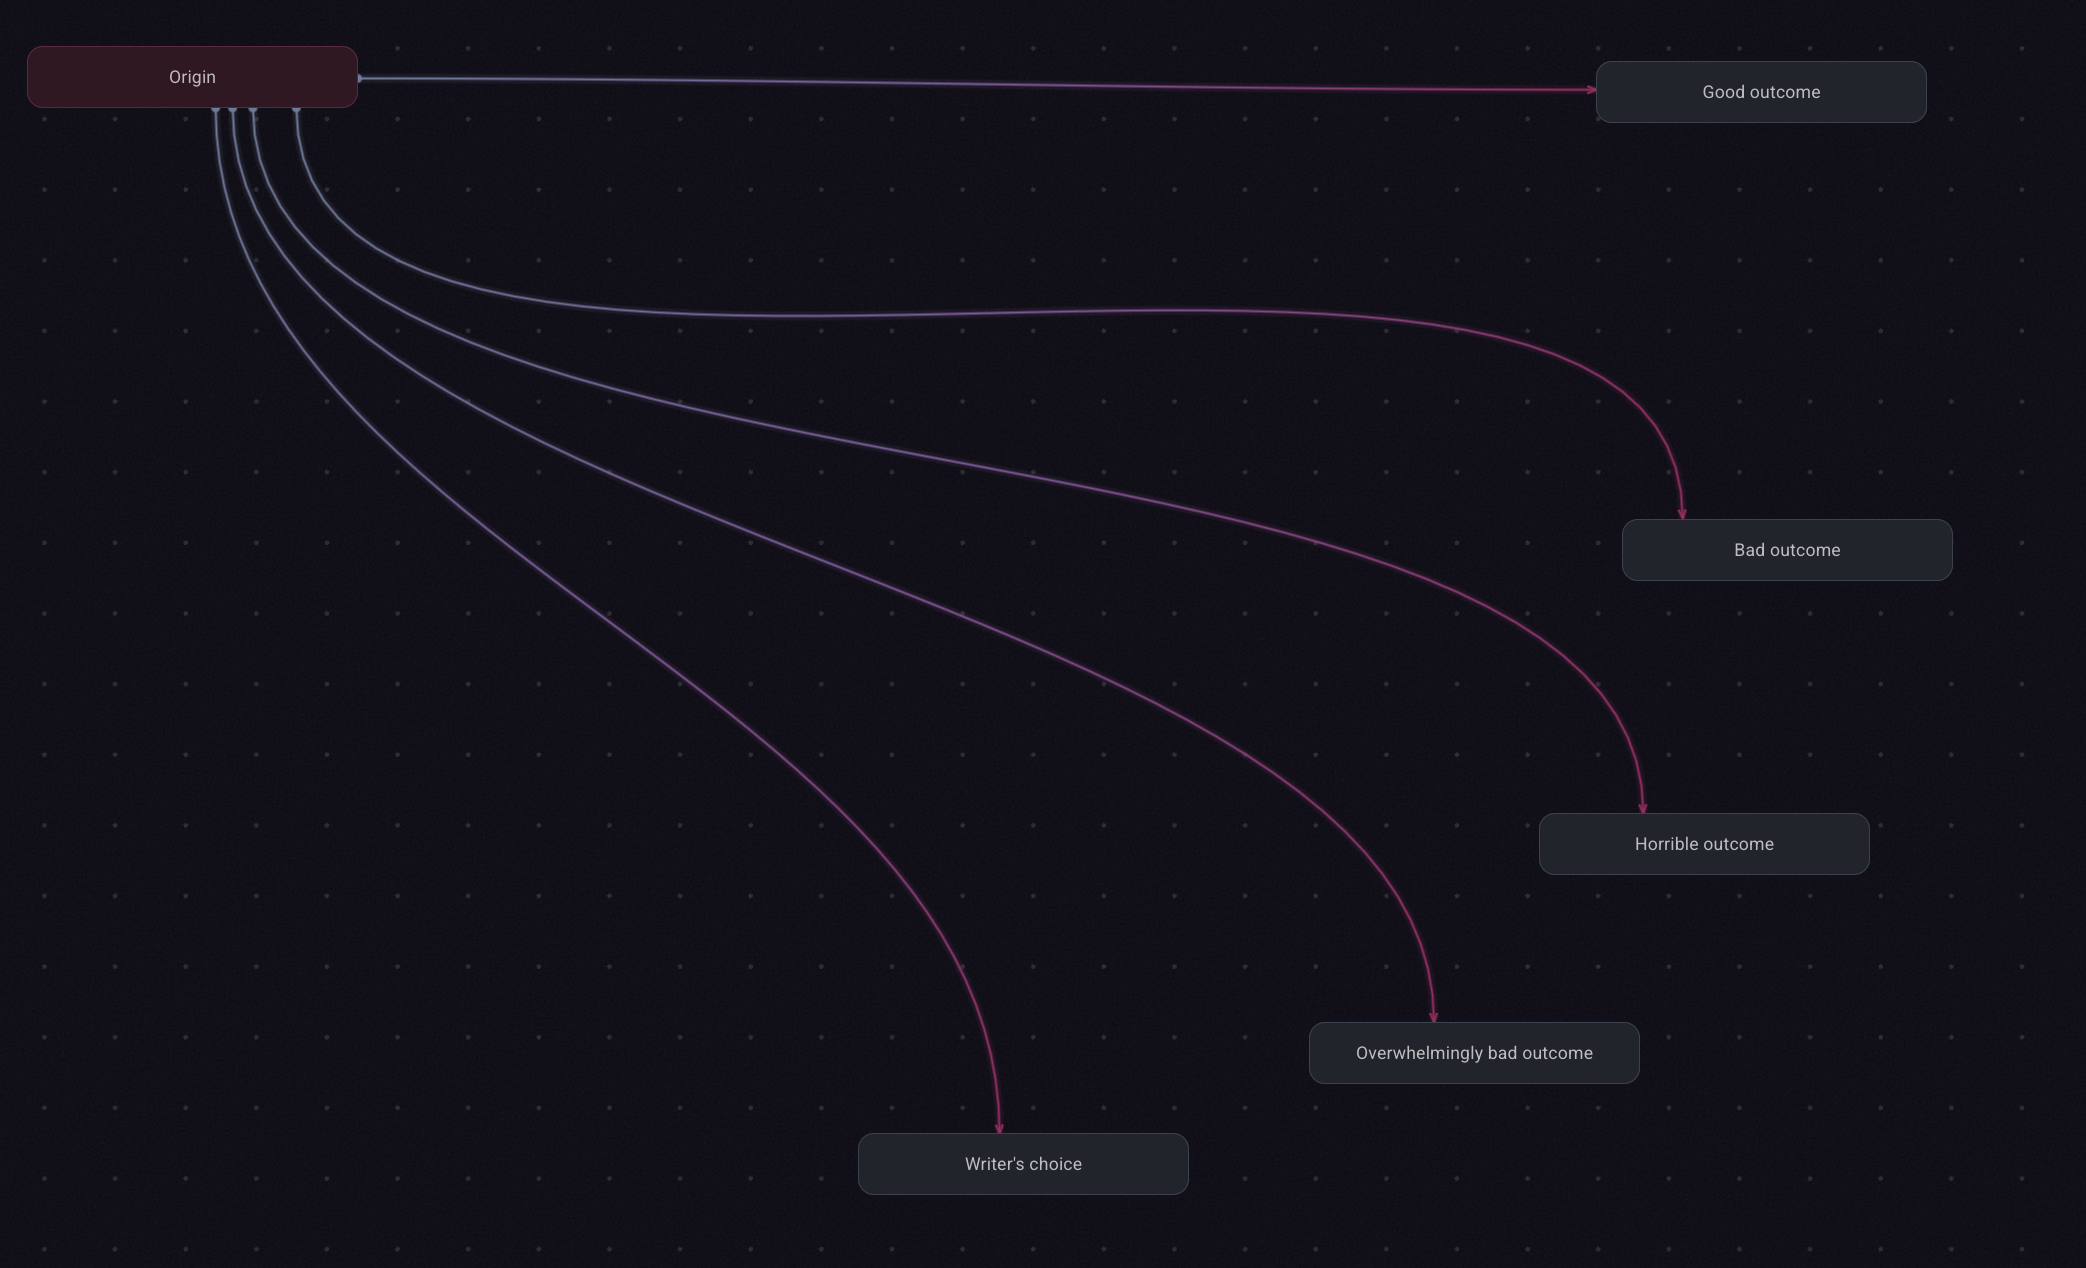 Origin
Good outcome
Bad outcome
Horrible outcome
Overwhelmingly bad outcome
Writer's choice